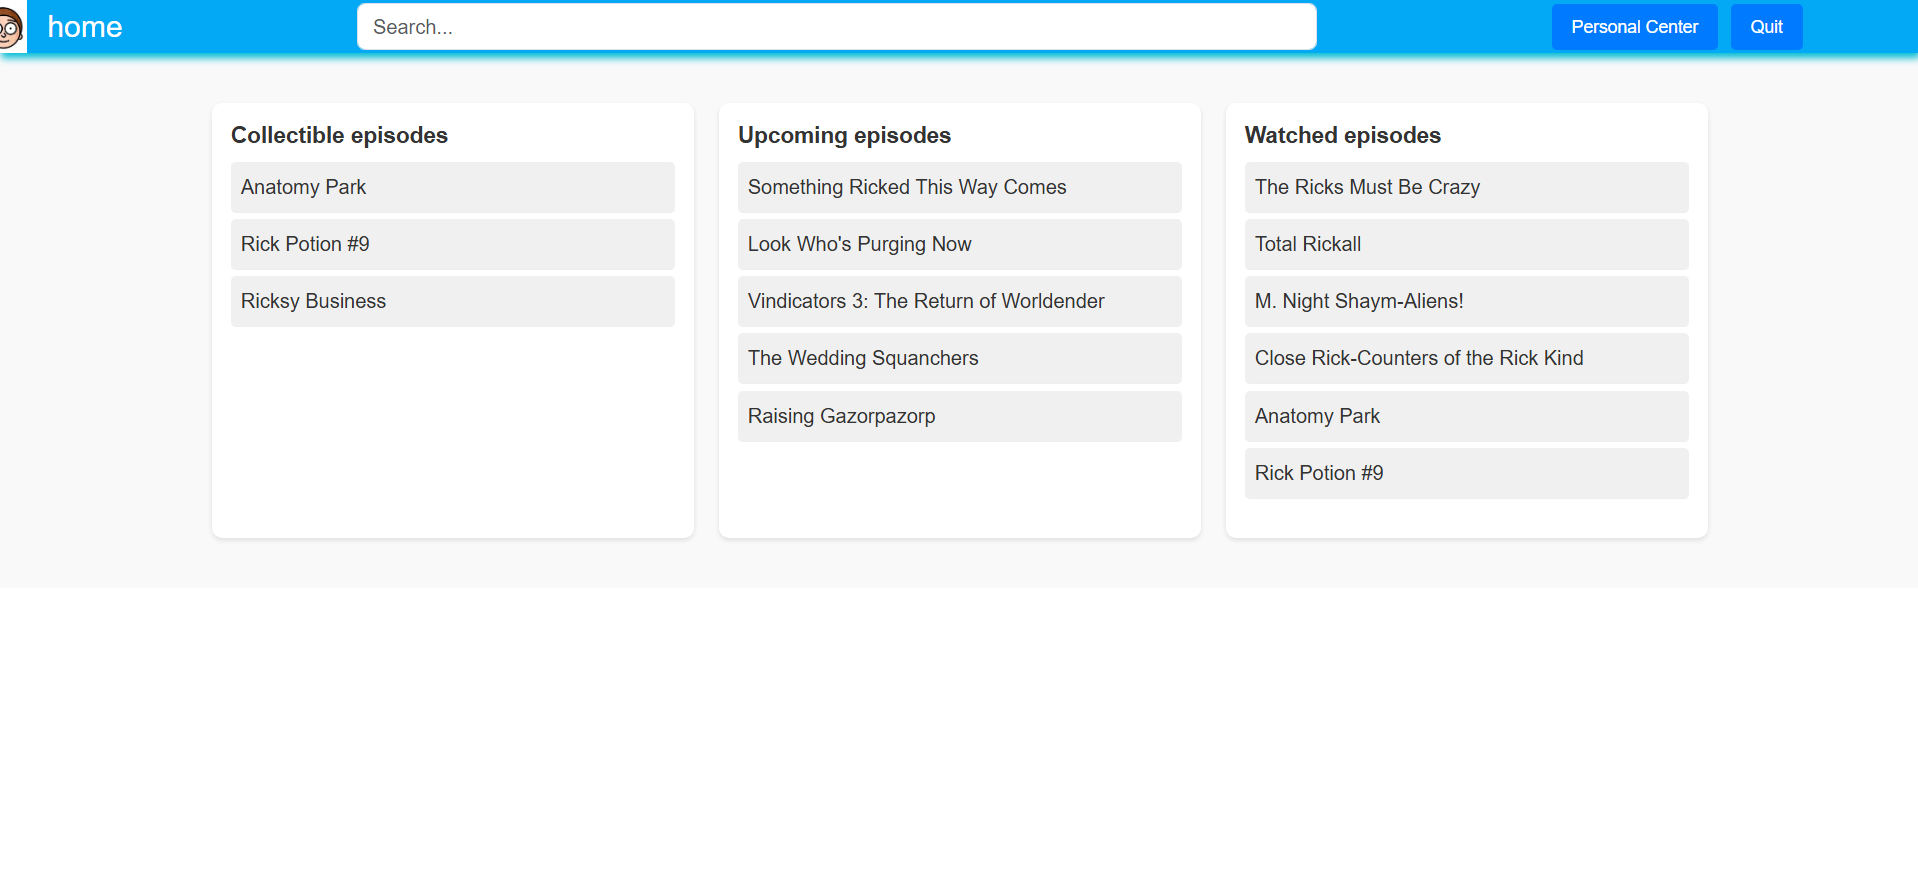 home
Search...
Personal Center
Quit
Collectible episodes
Anatomy Park
Rick Potion #9
Ricksy Business
Upcoming episodes
Something Ricked This Way Comes
Look Who's Purging Now
Vindicators 3: The Return of Worldender
The Wedding Squanchers
Raising Gazorpazorp
Watched episodes
The Ricks Must Be Crazy
Total Rickall
M. Night Shaym-Aliens!
Close Rick-Counters of the Rick Kind
Anatomy Park
Rick Potion #9